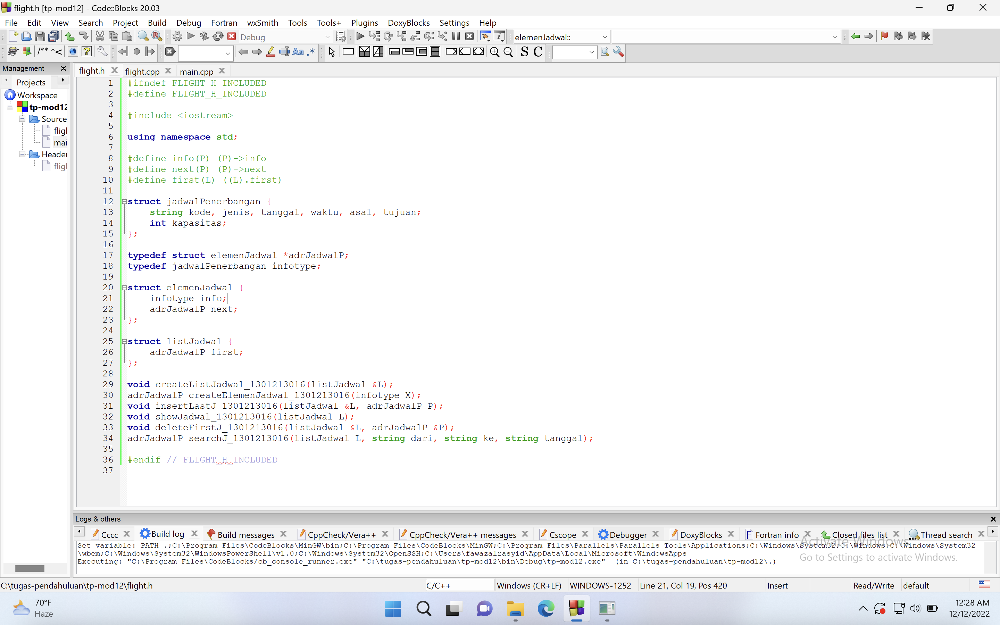 flight.h [tp-mod12] - Code::Blocks 20.03
File Edit View Search Project Build Debug Fortran wxSmith Tools Tools+ Plugins DoxyBlocks Settings Help
Debug
elemenJadwal::
/** *<
Aa .*
S C
Management
flight.h flight.cpp main.cpp
Projects
Workspace
tp-mod12
Source
fligh
mai
Header
fligh
1 #ifndef FLIGHT_H_INCLUDED
2 #define FLIGHT_H_INCLUDED
3
4 #include <iostream>
5
6 using namespace std;
7
8 #define info(P) (P)->info
9 #define next(P) (P)->next
10 #define first(L) ((L).first)
11
12 struct jadwalPenerbangan {
13 string kode, jenis, tanggal, waktu, asal, tujuan;
14 int kapasitas;
15 };
16
17 typedef struct elemenJadwal *adrJadwalP;
18 typedef jadwalPenerbangan infotype;
19
20 struct elemenJadwal {
21 infotype info;
22 adrJadwalP next;
23 };
24
25 struct listJadwal {
26 adrJadwalP first;
27 };
28
29 void createListJadwal_1301213016(listJadwal &L);
30 adrJadwalP createElemenJadwal_1301213016(infotype X);
31 void insertLastJ_1301213016(listJadwal &L, adrJadwalP P);
32 void showJadwal_1301213016(listJadwal L);
33 void deleteFirstJ_1301213016(listJadwal &L, adrJadwalP &P);
34 adrJadwalP searchJ_1301213016(listJadwal L, string dari, string ke, string tanggal);
35
36 #endif // FLIGHT_H_INCLUDED
37
Logs & others
Cccc Build log Build messages CppCheck/Vera++ CppCheck/Vera++ messages Cscope Debugger DoxyBlocks Fortran info Closed files list Thread search
Set variable: PATH=.;C:\Program Files\CodeBlocks\MinGW\bin;C:\Program Files\CodeBlocks\MinGW;C:\Program Files\Parallels\Parallels Tools\Applications;C:\Windows\System32;C:\Windows;C:\Windows\System32
\wbem;C:\Windows\System32\WindowsPowerShell\v1.0;C:\Windows\System32\OpenSSH;C:\Users\fawazalrasyid\AppData\Local\Microsoft\WindowsApps
Executing: "C:\Program Files\CodeBlocks/cb_console_runner.exe" "C:\tugas-pendahuluan\tp-mod12\bin\Debug\tp-mod12.exe" (in C:\tugas-pendahuluan\tp-mod12\.)
Activate Windows
Go to Settings to activate Windows.
C:\tugas-pendahuluan\tp-mod12\flight.h C/C++ Windows (CR+LF) WINDOWS-1252 Line 21, Col 19, Pos 420 Insert Read/Write default
70°F
Haze
12:28 AM
12/12/2022